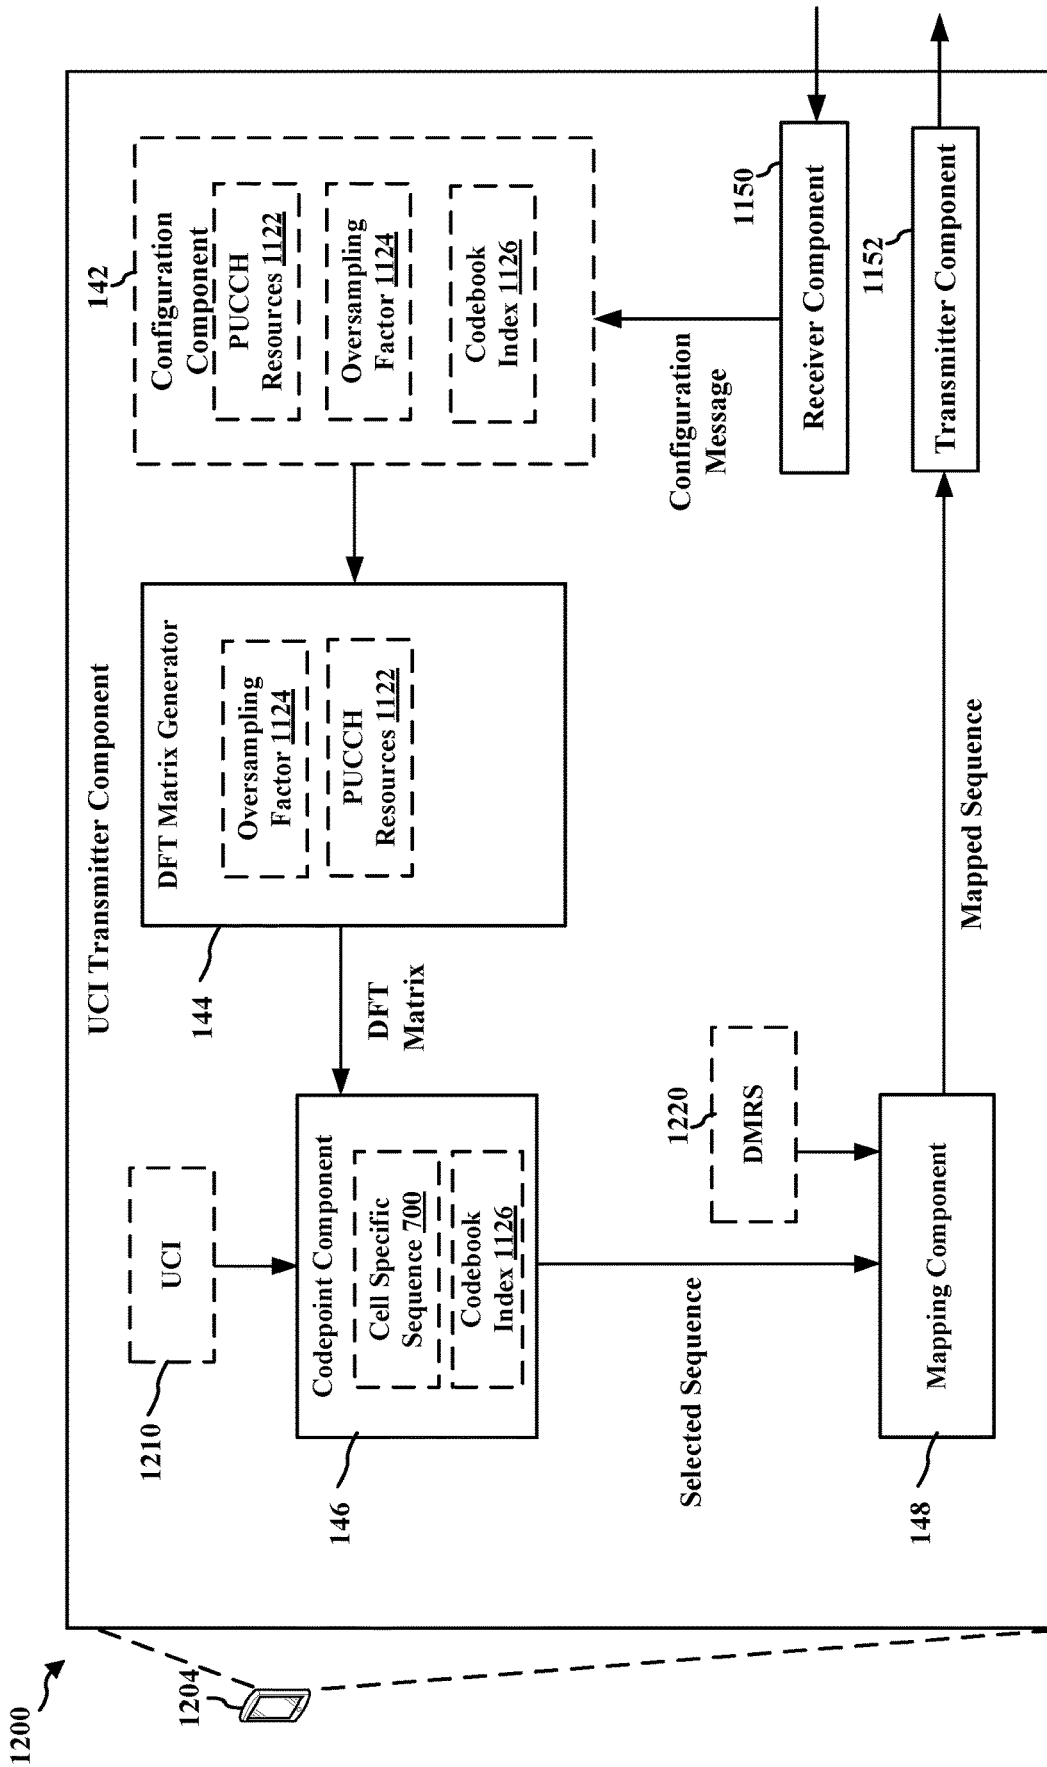 1200
1204
UCI Transmitter Component
1210
UCI
146
Codepoint Component
Cell Specific
Sequence 700
Codebook
Index 1126
DFT
Matrix
144
DFT Matrix Generator
Oversampling
Factor 1124
PUCCH
Resources 1122
142
Configuration
Component
PUCCH
Resources 1122
Oversampling
Factor 1124
Codebook
Index 1126
Configuration
Message
1150
Receiver Component
1152
Transmitter Component
Selected Sequence
1220
DMRS
148
Mapping Component
Mapped Sequence